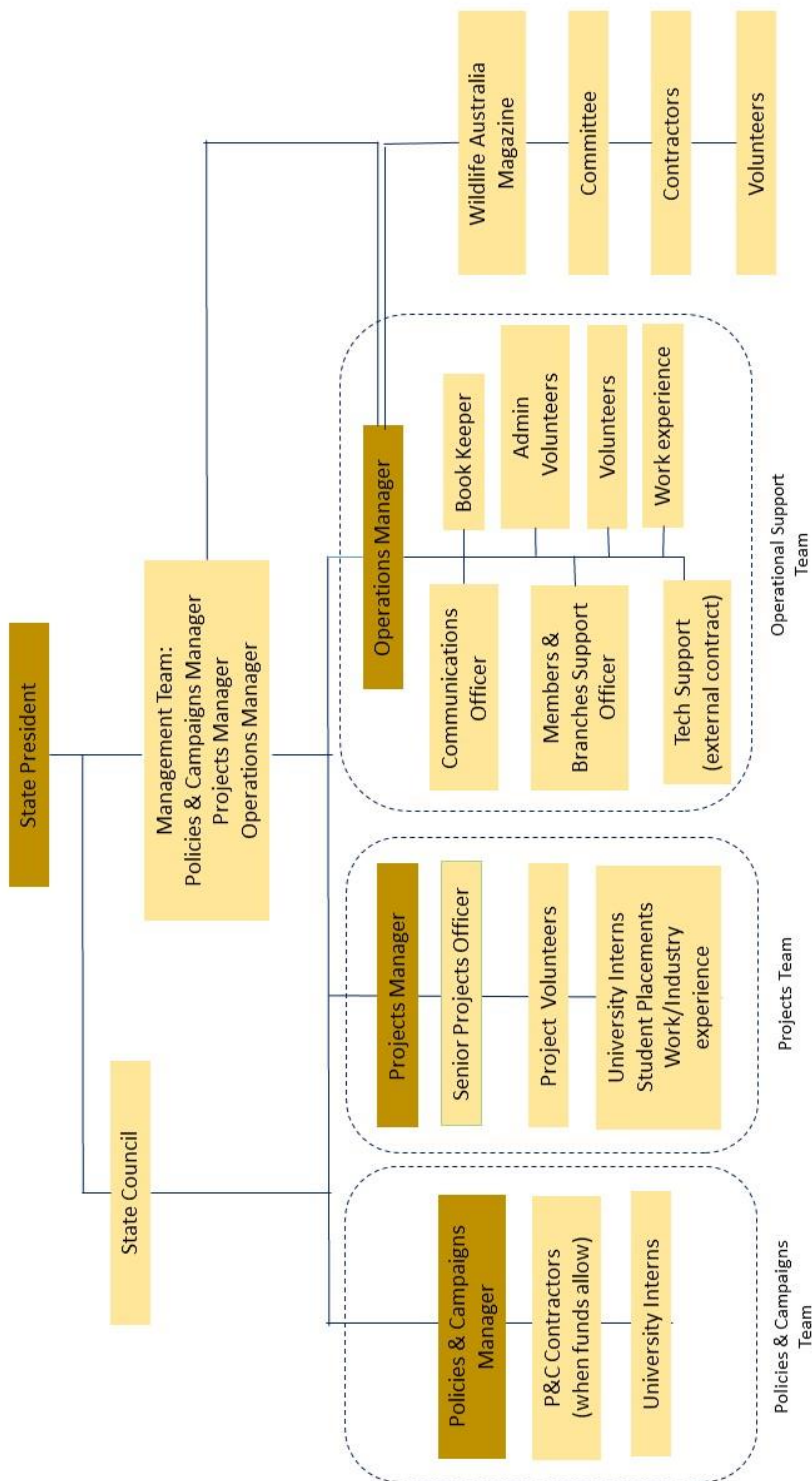 State President
State Council
Management Team:
Policies & Campaigns Manager
Projects Manager
Operations Manager
Policies & Campaigns
Manager
P&C Contractors
(when funds allow)
University Interns
Policies & Campaigns
Team
Projects Manager
Senior Projects Officer
Project Volunteers
University Interns
Student Placements
Work/Industry
experience
Projects Team
Operations Manager
Communications
Officer
Book Keeper
Admin
Volunteers
Members &
Branches Support
Officer
Volunteers
Work experience
Tech Support
(external contract)
Operational Support
Team
Wildlife Australia
Magazine
Committee
Contractors
Volunteers